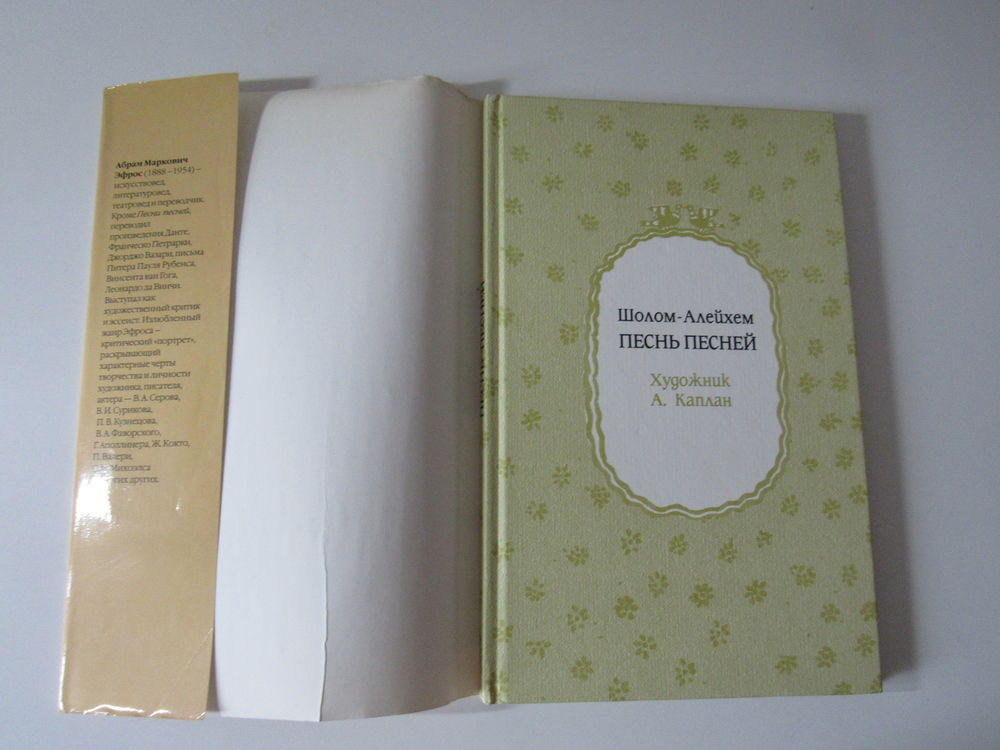 Абрам Маркович
Эфрос (1888 –1954) –
искусствовед,
литературовед,
театровед и переводчик.
Кроме Песни песней,
переводил
произведения Данте,
Франческо Петрарки,
Джорджо Вазари, письма
Питера Пауля Рубенса,
Винсента ван Гога,
Леонардо да Винчи.
Выступал как
художественный критик
и эссеист. Излюбленный
жанр Эфроса –
критический «портрет»,
раскрывающий
характерные черты
творчества и личности
художника, писателя,
актера — В.А. Серова,
В.И. Сурикова,
П.В. Кузнецова,
В.А. Фаворского,
Г. Аполлинера, Ж. Кокто,
П. Валери,
Михоэлса
других.
Шолом-Алейхем
ПЕСНЬ ПЕСНЕЙ
Художник
А. Каплан